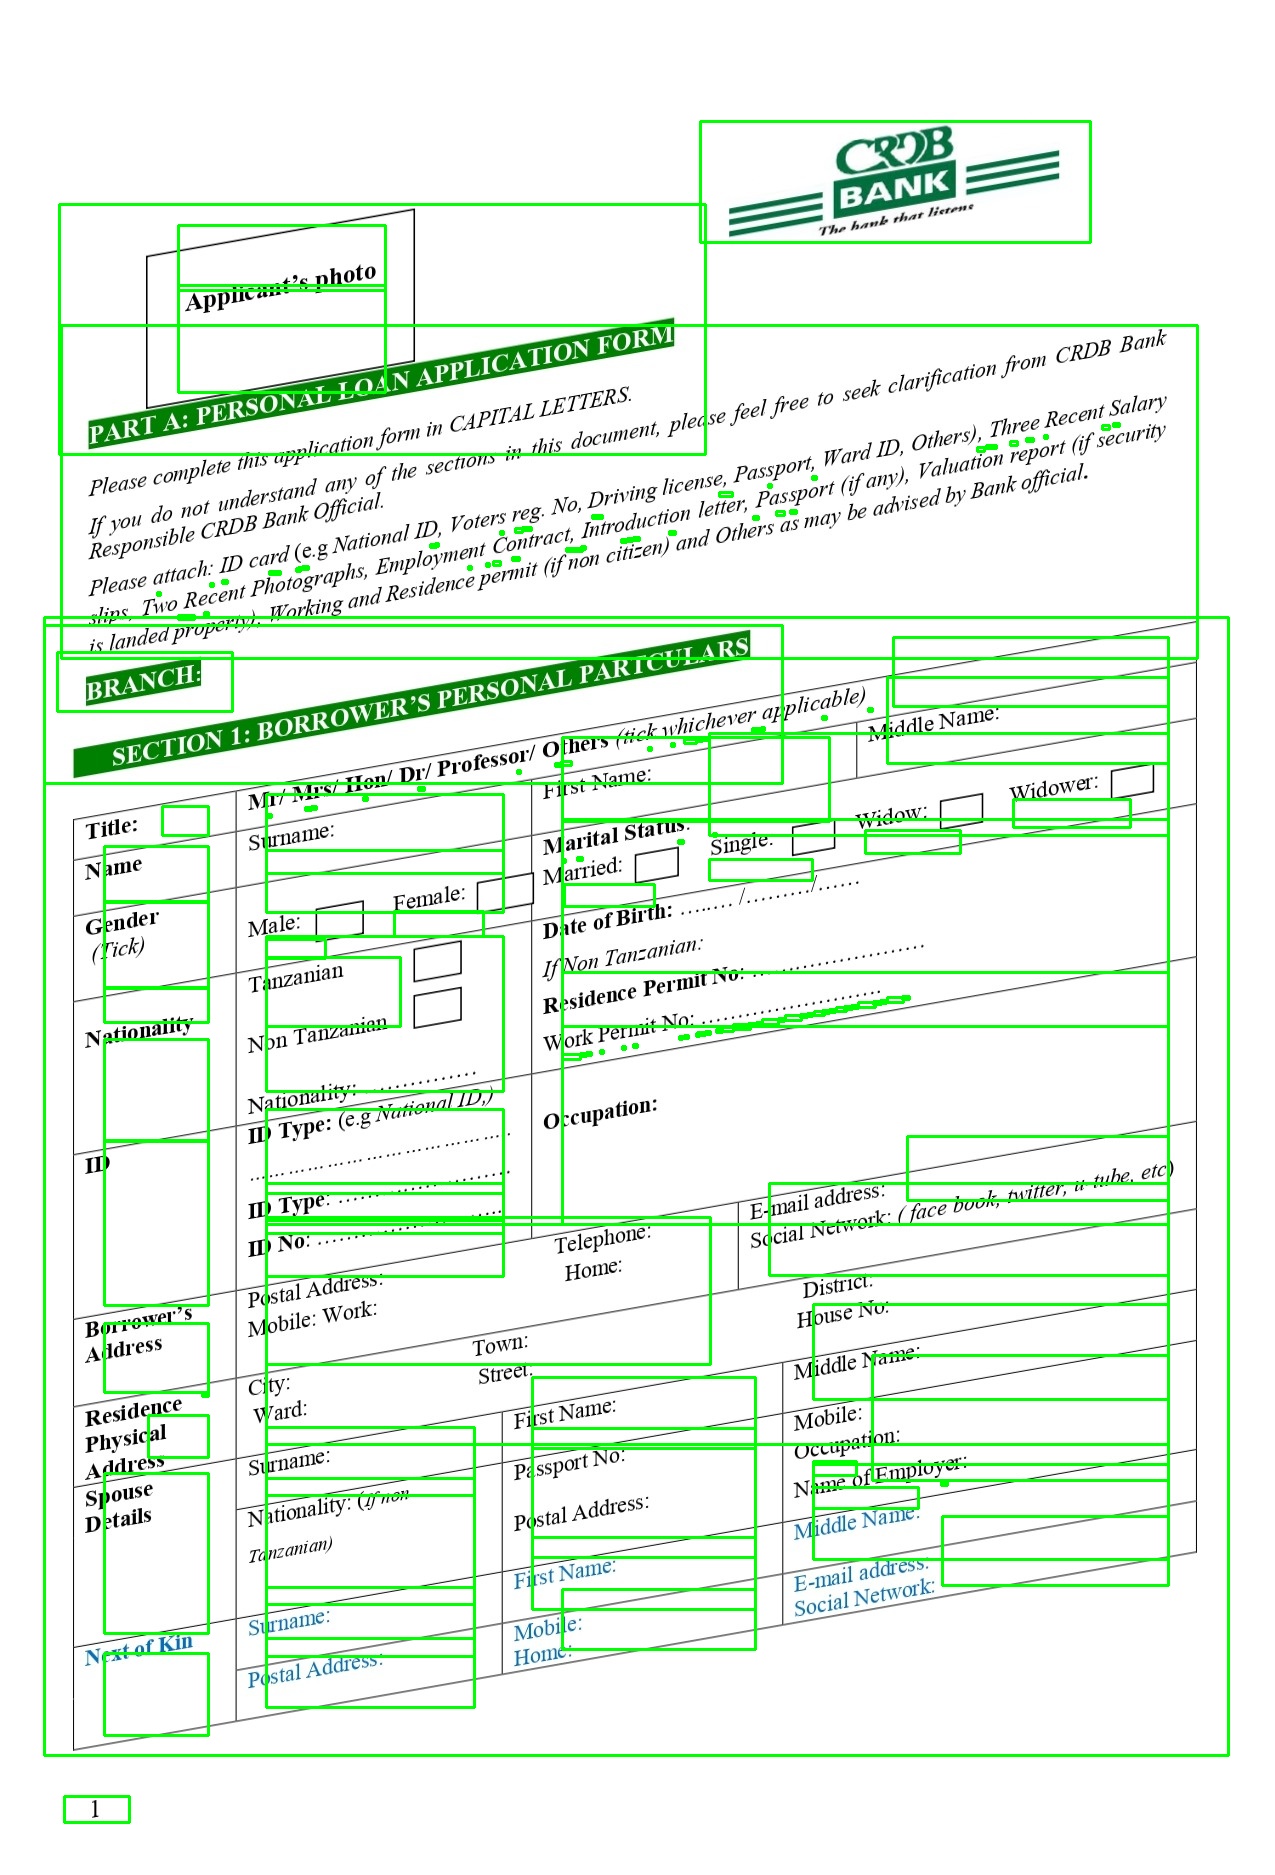 CRDB
BANK
The bank that listens
Applicant's photo
PART A: PERSONAL LOAN APPLICATION FORM
Please complete this application form in CAPITAL LETTERS.
If you do not understand any of the sections in this document, please feel free to seek clarification from CRDB Bank
Responsible CRDB Bank Official.
Please attach: ID card (e.g National ID, Voters reg. No, Driving license, Passport, Ward ID, Others), Three Recent Salary
slips, Two Recent Photographs, Employment Contract, Introduction letter, Passport (if any), Valuation report (if security
is landed property), Working and Residence permit (if non citizen) and Others as may be advised by Bank official.
BRANCH:
SECTION 1: BORROWER'S PERSONAL PARTCULARS
Title:
Mr/ Mrs/ Hon/ Dr/ Professor/ Others (tick whichever applicable)
Name
Surname:
First Name:
Middle Name:
Gender
(Tick)
Male:
Female:
Marital Status:
Married:
Single:
Widow:
Widower:
Nationality
Tanzanian
Non Tanzanian
Nationality: ……………
Date of Birth: …..… /………/……
If Non Tanzanian:
Residence Permit No: ……………………
Work Permit No: …………………….
ID
ID Type: (e.g National ID,)
………………………………..
ID Type: ……………………
ID No: …………………….
Occupation:
Borrower's
Address
Postal Address:
Telephone:
Mobile: Work:
Home:
E-mail address:
Social Network: ( face book, twitter, u-tube, etc)
Residence
Physical
Address
City:
Town:
District:
Ward:
Street:
House No:
Spouse
Details
Surname:
First Name:
Middle Name:
Nationality: (If non
Tanzanian)
Passport No:
Postal Address:
Mobile:
Occupation:
Name of Employer:
Next of Kin
Surname:
First Name:
Middle Name:
Postal Address:
Mobile:
Home:
E-mail address:
Social Network:
1